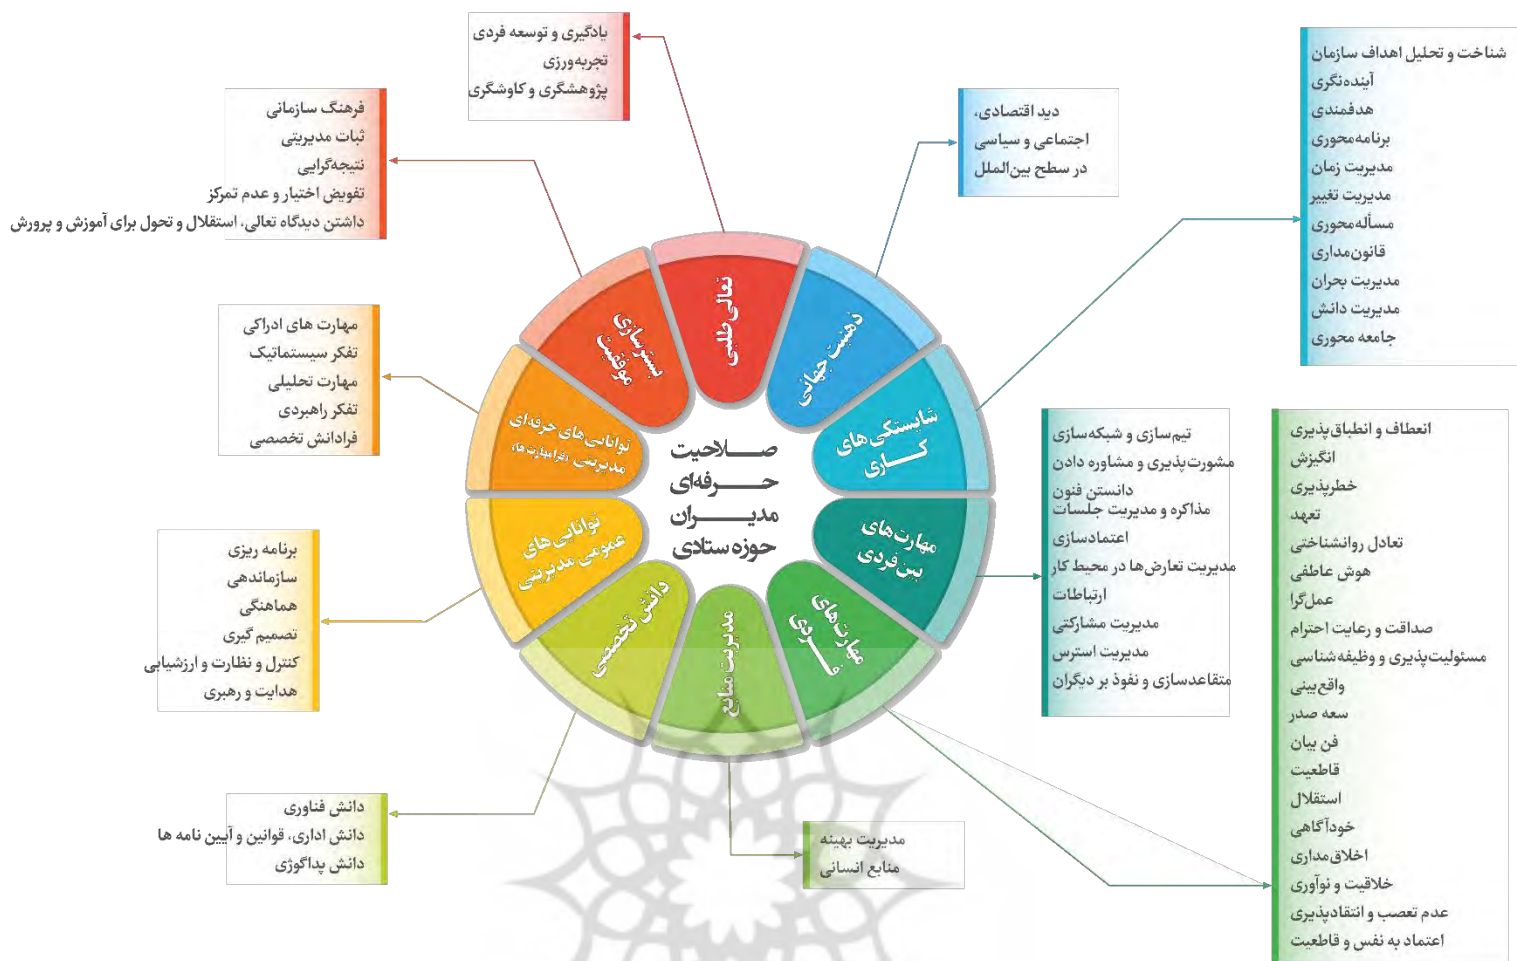 صلاحیت
حرفه‌ای
مدیران
حوزه ستادی
تعالی طلبی
یادگیری و توسعه فردی
تجربه‌ورزی
پژوهشگری و کاوشگری
ذهنیت جهانی
دید اقتصادی،
اجتماعی و سیاسی
در سطح بین‌الملل
شایستگی‌های
کاری
شناخت و تحلیل اهداف سازمان
آینده‌نگری
هدفمندی
برنامه‌محوری
مدیریت زمان
مدیریت تغییر
مسأله‌محوری
قانون‌مداری
مدیریت بحران
مدیریت دانش
جامعه محوری
مهارت‌های
بین‌فردی
تیم‌سازی و شبکه‌سازی
مشورت‌پذیری و مشاوره دادن
دانستن فنون
مذاکره و مدیریت جلسات
اعتمادسازی
مدیریت تعارض‌ها در محیط کار
ارتباطات
مدیریت مشارکتی
مدیریت استرس
متقاعدسازی و نفوذ بر دیگران
مهارت‌های
فردی
انعطاف و انطباق‌پذیری
انگیزش
خطرپذیری
تعهد
تعادل روانشناختی
هوش عاطفی
عمل‌گرا
صداقت و رعایت احترام
مسئولیت‌پذیری و وظیفه‌شناسی
واقع‌بینی
سعه صدر
فن بیان
قاطعیت
استقلال
خودآگاهی
اخلاق‌مداری
خلاقیت و نوآوری
عدم تعصب و انتقادپذیری
اعتماد به نفس و قاطعیت
مدیریت منابع
مدیریت بهینه
منابع انسانی
دانش تخصصی
دانش فناوری
دانش اداری، قوانین و آیین نامه ها
دانش پداگوژی
توانایی‌های
عمومی مدیریتی
برنامه ریزی
سازماندهی
هماهنگی
تصمیم گیری
کنترل و نظارت و ارزشیابی
هدایت و رهبری
توانایی‌های حرفه‌ای
مدیریتی (فرامهارت ها)
مهارت های ادراکی
تفکر سیستماتیک
مهارت تحلیلی
تفکر راهبردی
فرادانش تخصصی
بسترسازی
موفقیت
فرهنگ سازمانی
ثبات مدیریتی
نتیجه‌گرایی
تفویض اختیار و عدم تمرکز
داشتن دیدگاه تعالی، استقلال و تحول برای آموزش و پرورش